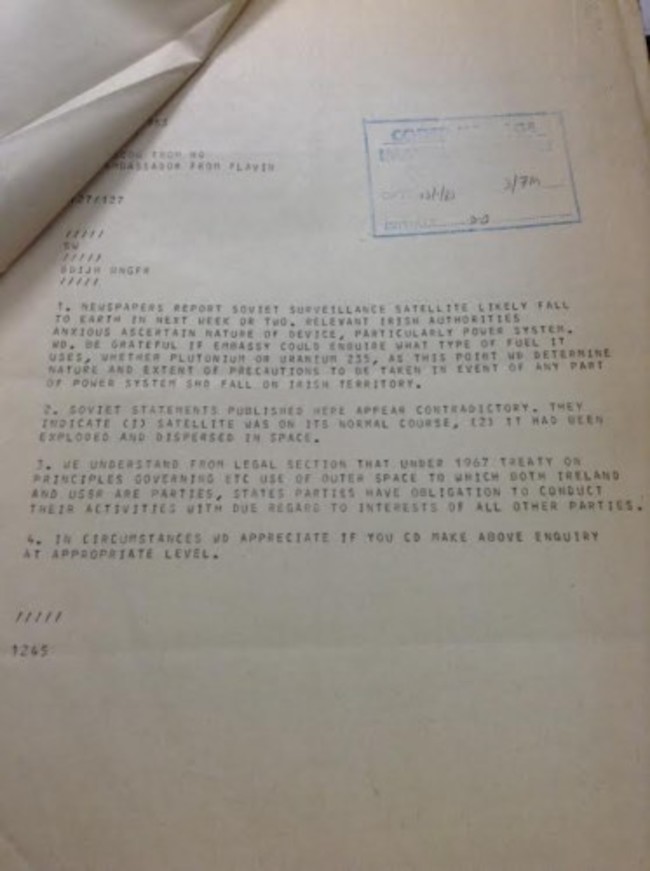 FROM HQ
AMBASSADOR FROM FLAVIN
27/127
/////
SW
/////
/////
1. NEWSPAPERS REPORT SOVIET SURVEILLANCE SATELLITE LIKELY FALL
TO EARTH IN NEXT WEEK OR TWO. RELEVANT IRISH AUTHORITIES
ANXIOUS ASCERTAIN NATURE OF DEVICE, PARTICULARLY POWER SYSTEM.
WD. BE GRATEFUL IF EMBASSY COULD ENQUIRE WHAT TYPE OF FUEL IT
USES, WHETHER PLUTONIUM OR URANIUM 235, AS THIS POINT WD DETERMINE
NATURE AND EXTENT OF PRECAUTIONS TO BE TAKEN IN EVENT OF ANY PART
OF POWER SYSTEM SHD FALL ON IRISH TERRITORY.
2. SOVIET STATEMENTS PUBLISHED HERE APPEAR CONTRADICTORY. THEY
INDICATE (1) SATELLITE WAS ON ITS NORMAL COURSE, (2) IT HAD BEEN
EXPLODED AND DISPERSED IN SPACE.
3. WE UNDERSTAND FROM LEGAL SECTION THAT UNDER 1967 TREATY ON
PRINCIPLES GOVERNING ETC USE OF OUTER SPACE TO WHICH BOTH IRELAND
AND USSR ARE PARTIES, STATES PARTIES HAVE OBLIGATION TO CONDUCT
THEIR ACTIVITIES WITH DUE REGARD TO INTERESTS OF ALL OTHER PARTIES.
4. IN CIRCUMSTANCES WD APPRECIATE IF YOU CD MAKE ABOVE ENQUIRY
AT APPROPRIATE LEVEL.
/////
1245